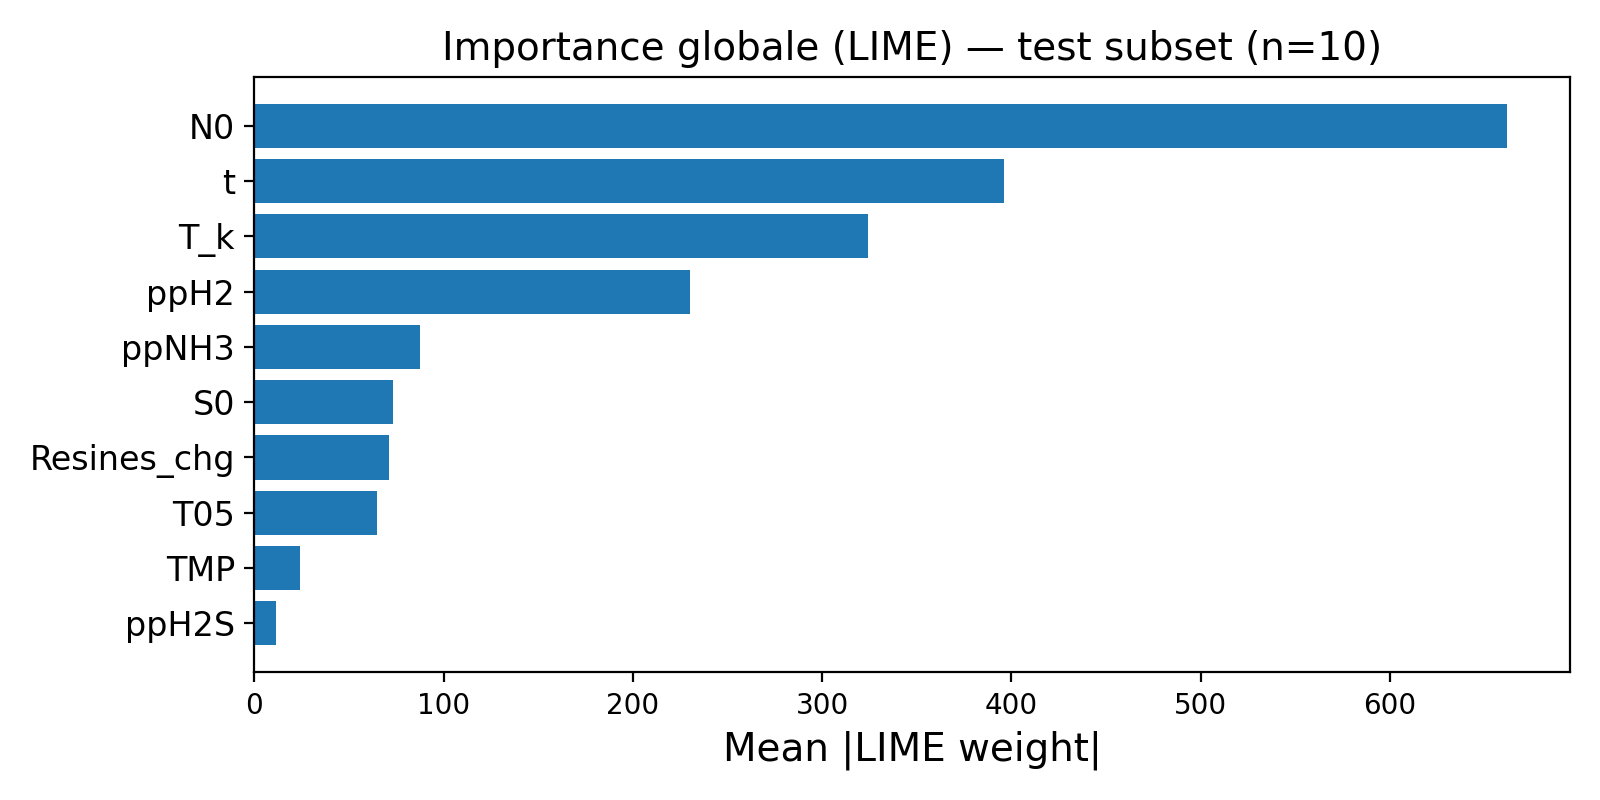 Importance globale (LIME) — test subset (n=10)
N0
t
T_k
ppH2
ppNH3
S0
Resines_chg
T05
TMP
ppH2S
0 100 200 300 400 500 600
Mean |LIME weight|